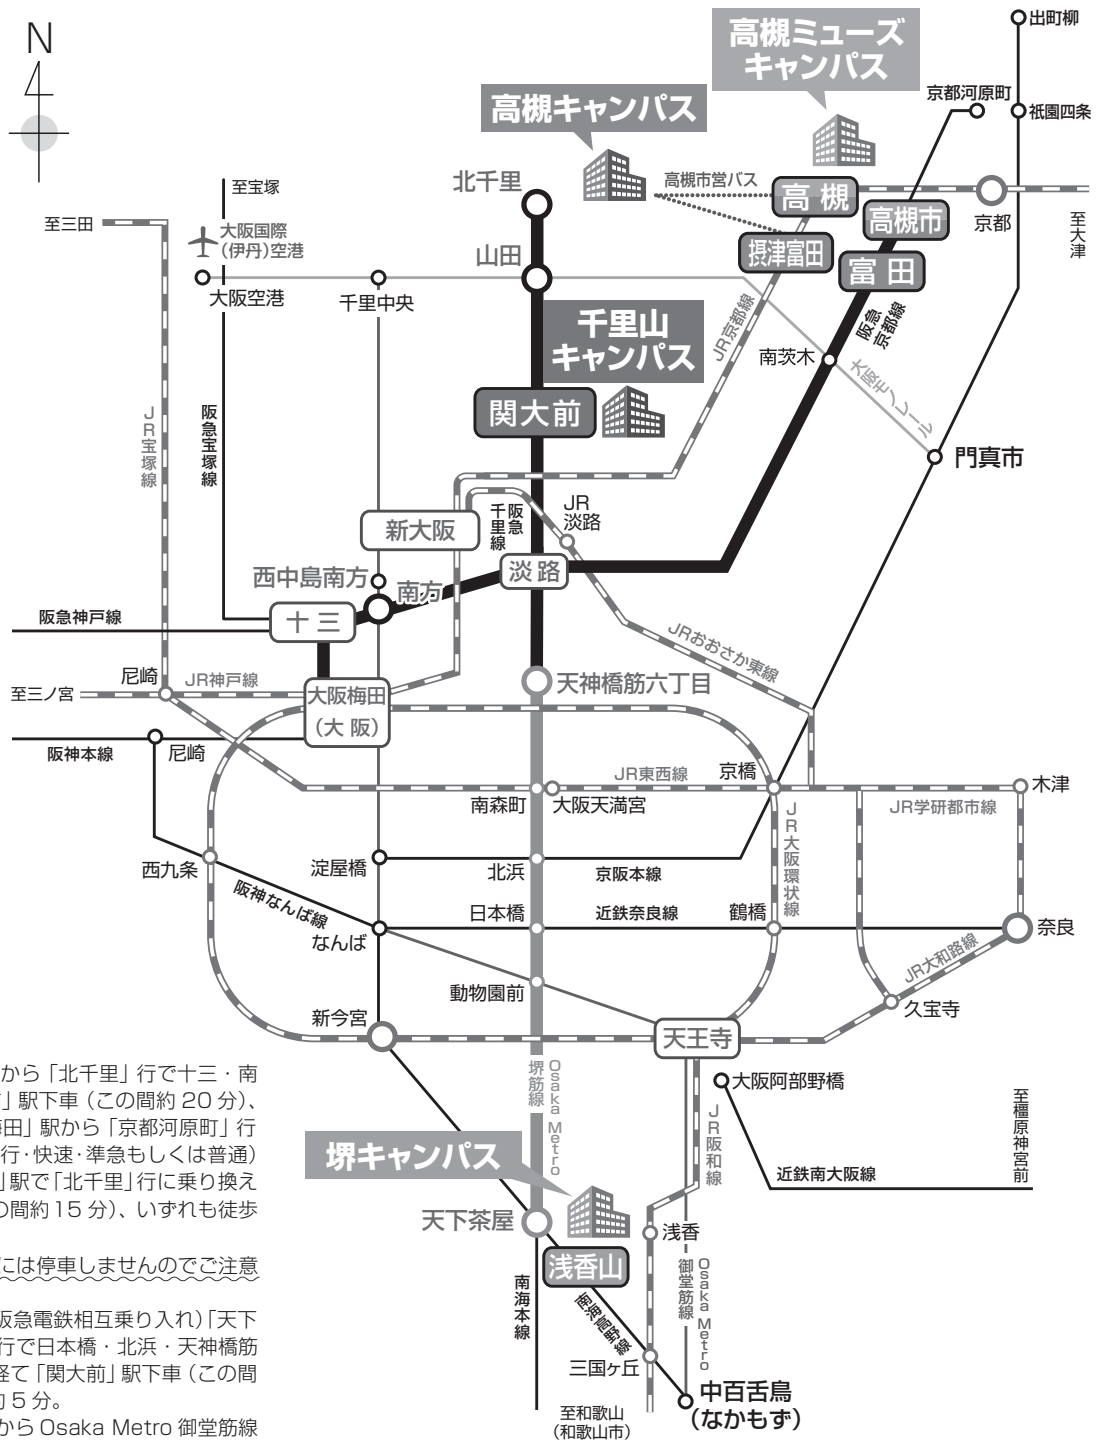 N
高槻ミューズ
キャンパス
出町柳
高槻キャンパス
京都河原町
祇園四条
北千里
高槻市営バス
高槻
高槻市
京都
至大津
至宝塚
至三田
大阪国際
(伊丹)空港
山田
摂津富田
富田
大阪空港
千里中央
千里山
キャンパス
JR京都線
阪急
京都線
南茨木
大阪モノレール
関大前
JR宝塚線
阪急宝塚線
門真市
新大阪
阪急
千里線
JR
淡路
淡路
西中島南方
南方
阪急神戸線
十三
JRおおさか東線
尼崎
JR神戸線
至三ノ宮
大阪梅田
(大阪)
天神橋筋六丁目
阪神本線
尼崎
JR東西線
京橋
木津
南森町
大阪天満宮
JR学研都市線
JR大阪環状線
西九条
淀屋橋
北浜
京阪本線
阪神なんば線
日本橋
近鉄奈良線
鶴橋
なんば
奈良
JR大和路線
動物園前
久宝寺
新今宮
天王寺
から「北千里」行で十三・南
」駅下車(この間約20分)、
梅田」駅から「京都河原町」行
行・快速・準急もしくは普通)
」駅で「北千里」行に乗り換え
の間約15分)、いずれも徒歩
には停車しませんのでご注意
阪急電鉄相互乗り入れ)「天下
行で日本橋・北浜・天神橋筋
経て「関大前」駅下車(この間
約5分。
からOsaka Metro 御堂筋線
Osaka Metro
堺筋線
大阪阿部野橋
至橿原神宮前
JR阪和線
堺キャンパス
近鉄南大阪線
天下茶屋
浅香
浅香山
Osaka Metro
御堂筋線
南海本線
南海高野線
三国ヶ丘
中百舌鳥
(なかもず)
至和歌山
(和歌山市)